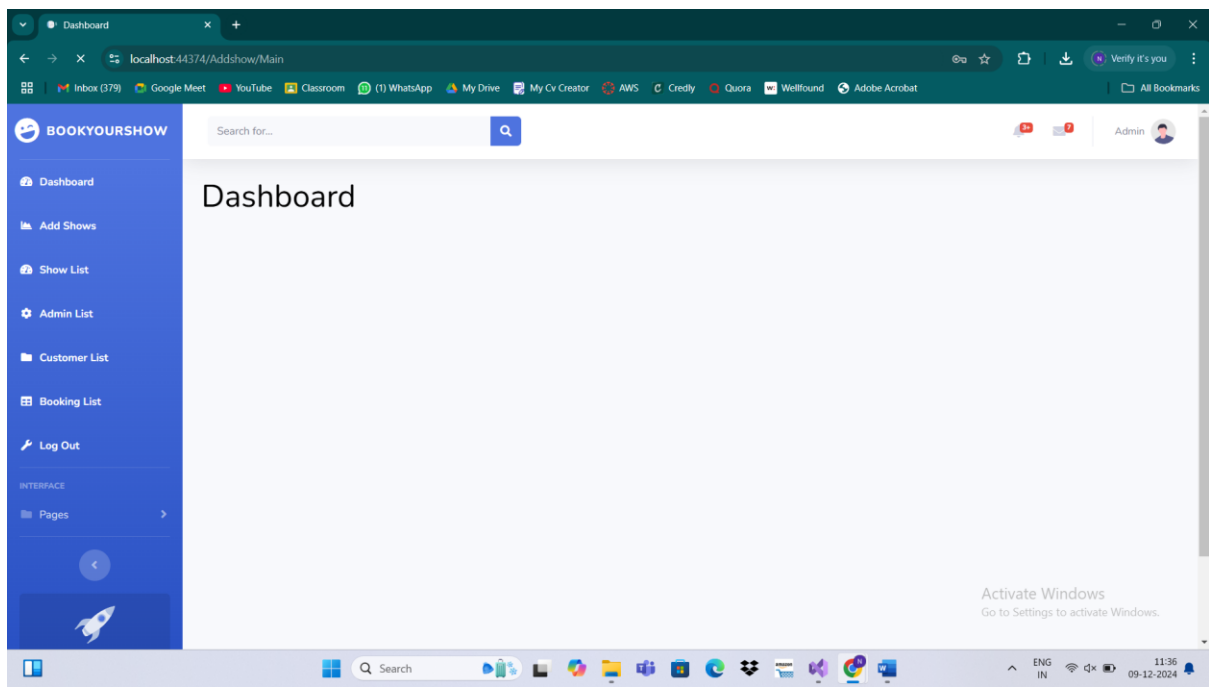 Dashboard
localhost:44374/Addshow/Main
Verify it's you
Inbox (379) Google Meet YouTube Classroom (1) WhatsApp My Drive My Cv Creator AWS Credly Quora Wellfound Adobe Acrobat All Bookmarks
BOOKYOURSHOW
Search for...
3+
7
Admin
Dashboard
Dashboard
Add Shows
Show List
Admin List
Customer List
Booking List
Log Out
INTERFACE
Pages
Activate Windows
Go to Settings to activate Windows.
Search
ENG
IN
11:36
09-12-2024